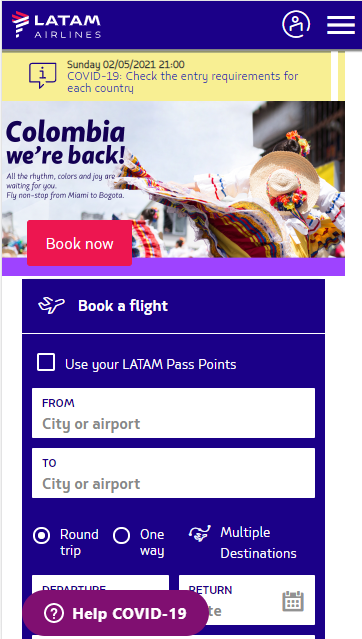 LATAM
AIRLINES
Sunday 02/05/2021 21:00
COVID-19: Check the entry requirements for
each country
Colombia
we're back!
All the rhythm, colors and joy are
waiting for you.
Fly non-stop from Miami to Bogota.
Book now
Book a flight
Use your LATAM Pass Points
FROM
City or airport
TO
City or airport
Round
trip
One
way
Multiple
Destinations
DEPARTURE
RETURN
Help COVID-19